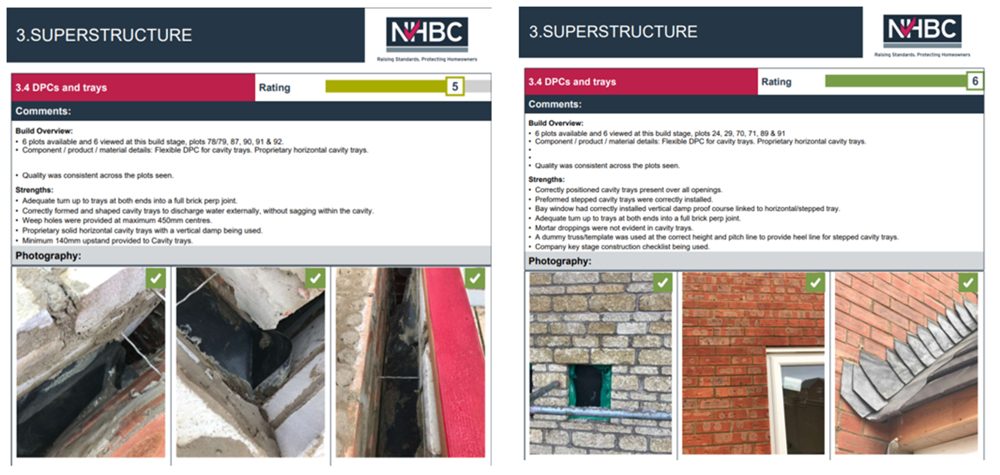 3.SUPERSTRUCTURE
NHBC
Raising Standards. Protecting Homeowners
3.4 DPCs and trays
Rating
5
Comments:
Build Overview:
• 6 plots available and 6 viewed at this build stage, plots 78/79, 87, 90, 91 & 92.
• Component / product / material details: Flexible DPC for cavity trays. Proprietary horizontal cavity trays.
• Quality was consistent across the plots seen.
Strengths:
• Adequate turn up to trays at both ends into a full brick perp joint.
• Correctly formed and shaped cavity trays to discharge water externally, without sagging within the cavity.
• Weep holes were provided at maximum 450mm centres.
• Proprietary solid horizontal cavity trays with a vertical damp being used.
• Minimum 140mm upstand provided to Cavity trays.
Photography:
3.SUPERSTRUCTURE
NHBC
Raising Standards. Protecting Homeowners
3.4 DPCs and trays
Rating
6
Comments:
Build Overview:
• 6 plots available and 6 viewed at this build stage, plots 24, 29, 70, 71, 89 & 91
• Component / product / material details: Flexible DPC for cavity trays. Proprietary horizontal cavity trays.
•
•
• Quality was consistent across the plots seen.
Strengths:
• Correctly positioned cavity trays present over all openings.
• Preformed stepped cavity trays were correctly installed.
• Bay window had correctly installed vertical damp proof course linked to horizontal/stepped tray.
• Adequate turn up to trays at both ends into a full brick perp joint.
• Mortar droppings were not evident in cavity trays.
• A dummy truss/template was used at the correct height and pitch line to provide heel line for stepped cavity trays.
• Company key stage construction checklist being used.
Photography: